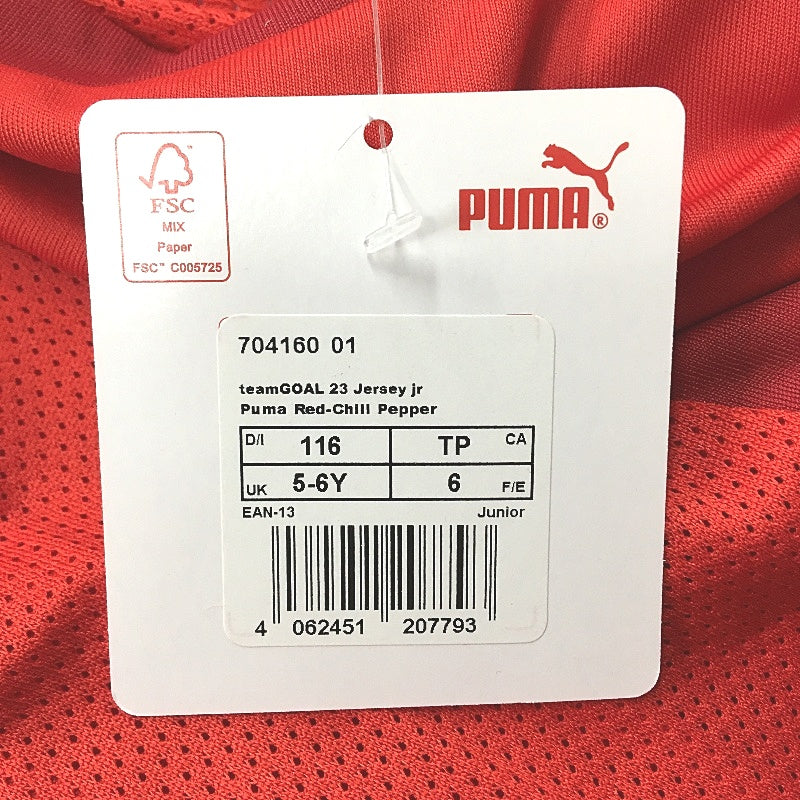 FSC
MIX
Paper
FSC™ C005725
PUMA®
704160 01
teamGOAL 23 Jersey jr
Puma Red-Chili Pepper
D/I 116 TP CA
UK 5-6Y 6 F/E
EAN-13 Junior
4 062451 207793